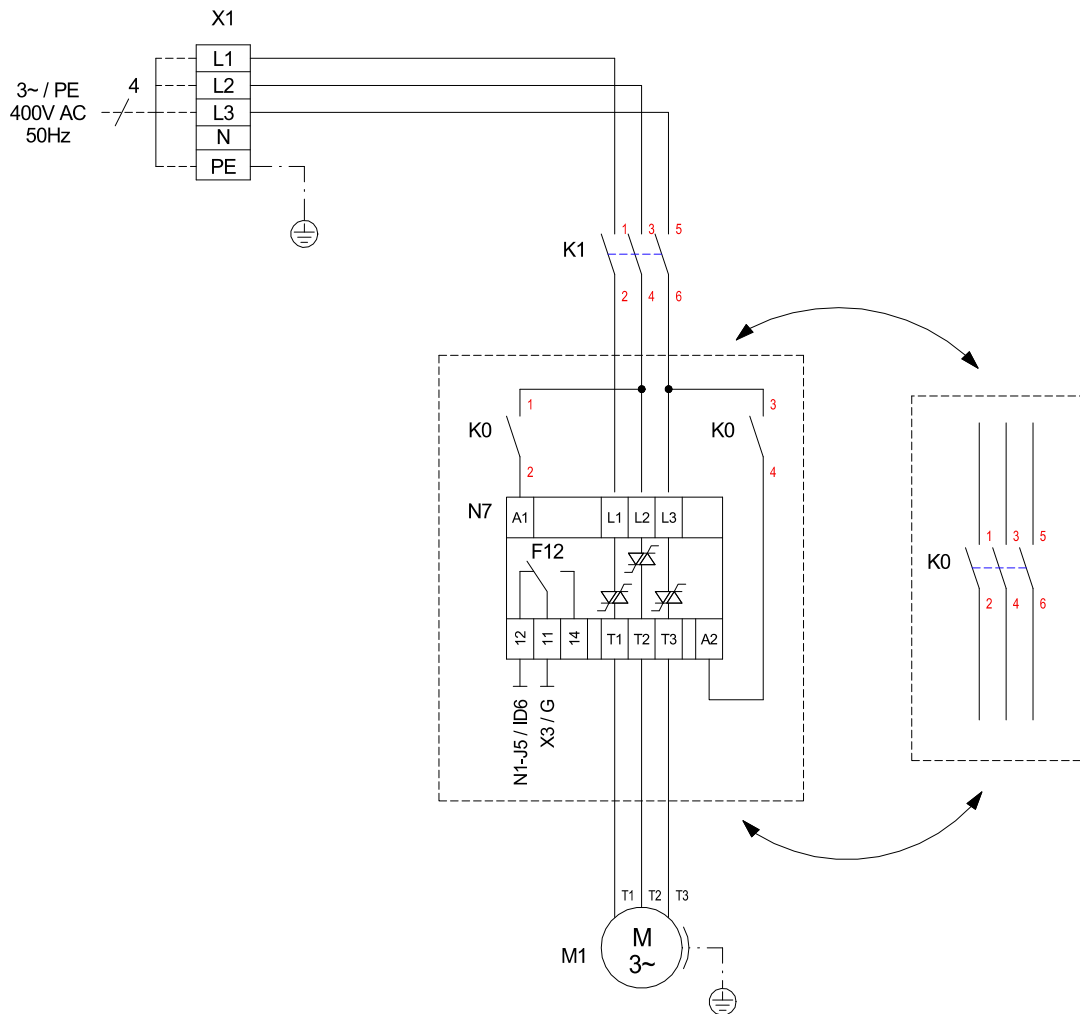 X1
L1
L2
L3
N
PE
4
3~ / PE
400V AC
50Hz
K1
1 3 5
2 4 6
K0
1
2
K0
3
4
N7
A1 L1 L2 L3
F12
12 11 14 T1 T2 T3 A2
N1-J5 / ID6
X3 / G
K0
1 3 5
2 4 6
T1 T2 T3
M1
M
3~